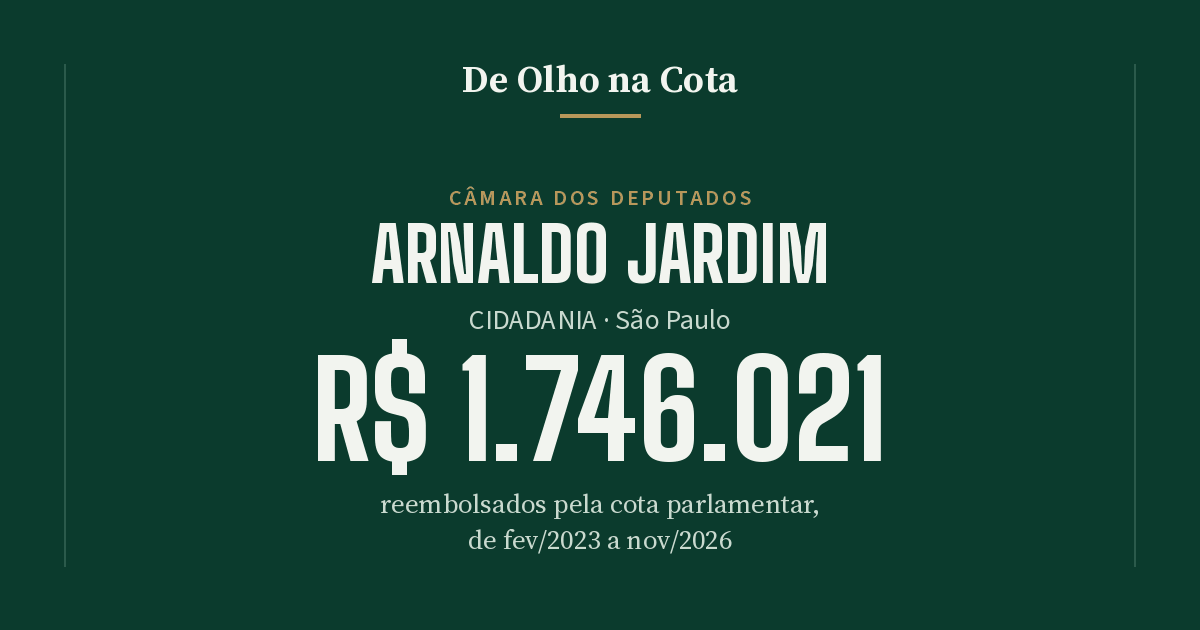 De Olho na Cota
CÂMARA DOS DEPUTADOS
ARNALDO JARDIM
CIDADANIA · São Paulo
R$ 1.746.021
reembolsados pela cota parlamentar,
de fev/2023 a nov/2026